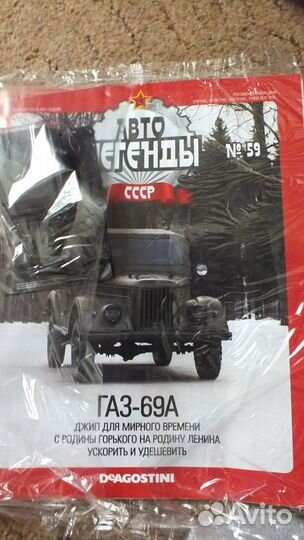 АВТО
ЛЕГЕНДЫ
СССР
№ 59
ГАЗ-69А
ДЖИП ДЛЯ МИРНОГО ВРЕМЕНИ
С РОДИНЫ ГОРЬКОГО НА РОДИНУ ЛЕНИНА
УСКОРИТЬ И УДЕШЕВИТЬ
DeAGOSTINI
Avito